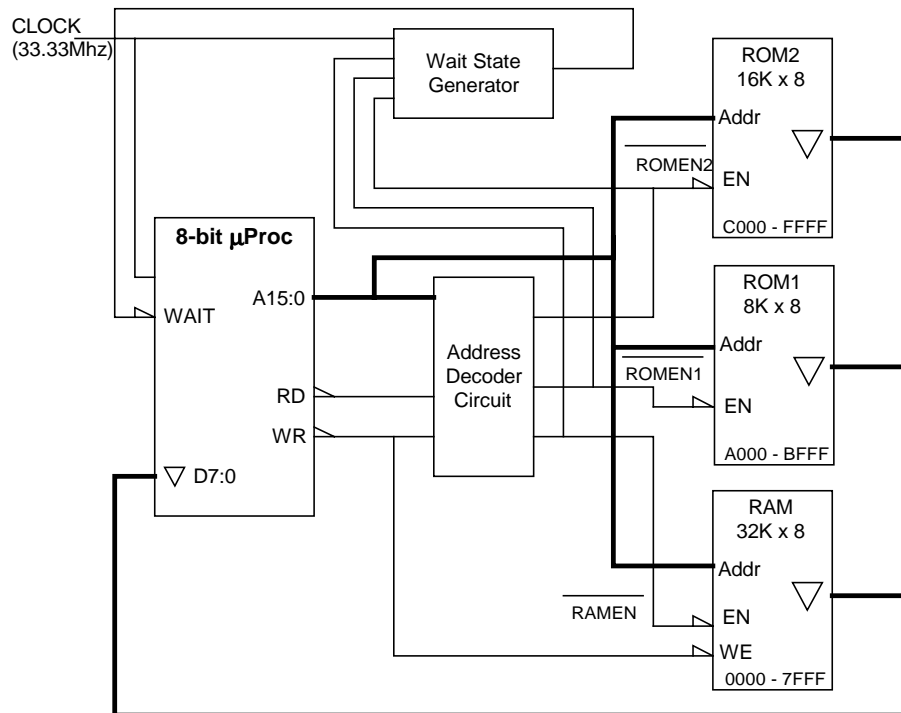 CLOCK
(33.33Mhz)
Wait State
Generator
ROM2
16K x 8
Addr
ROMEN2
EN
C000 - FFFF
8-bit μProc
A15:0
WAIT
RD
WR
D7:0
Address
Decoder
Circuit
ROM1
8K x 8
Addr
ROMEN1
EN
A000 - BFFF
RAM
32K x 8
Addr
RAMEN
EN
WE
0000 - 7FFF